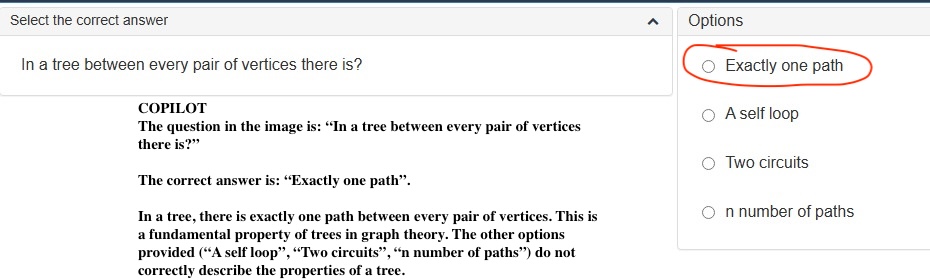 Select the correct answer
In a tree between every pair of vertices there is?
COPILOT
The question in the image is: “In a tree between every pair of vertices
there is?”
The correct answer is: “Exactly one path”.
In a tree, there is exactly one path between every pair of vertices. This is
a fundamental property of trees in graph theory. The other options
provided (“A self loop”, “Two circuits”, “n number of paths”) do not
correctly describe the properties of a tree.
Options
Exactly one path
A self loop
Two circuits
n number of paths